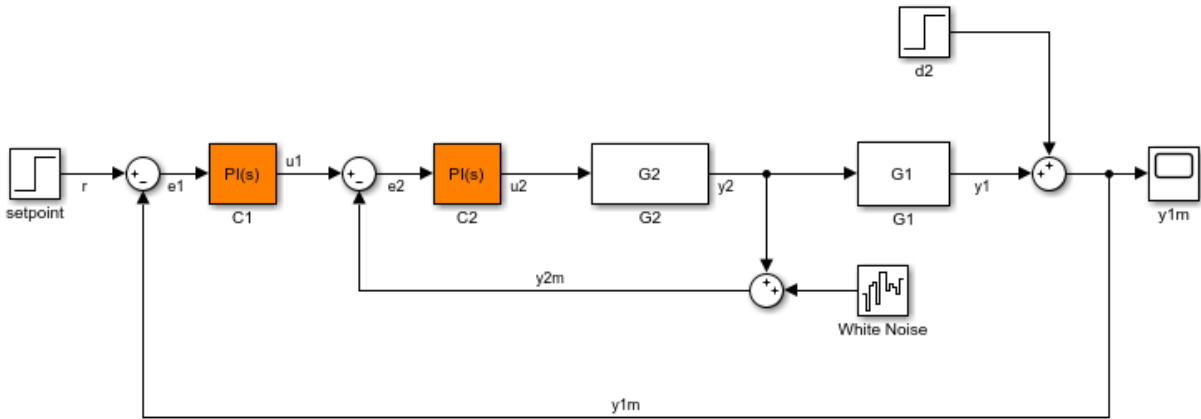 d2
setpoint
r
e1
PI(s)
C1
u1
e2
PI(s)
C2
u2
G2
G2
y2
G1
G1
y1
y1m
y2m
White Noise
y1m